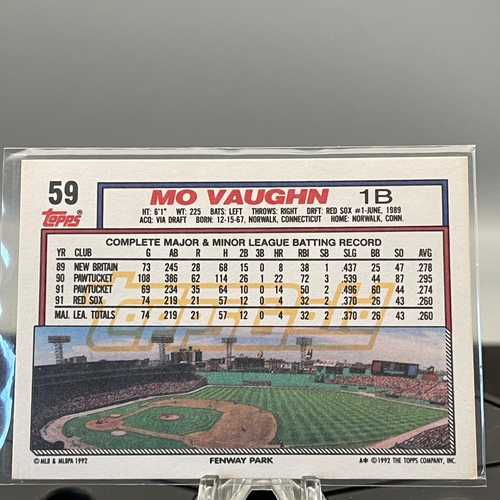 59
Topps®
MO VAUGHN 1B
HT: 6'1" WT: 225 BATS: LEFT THROWS: RIGHT DRFT: RED SOX #1-JUNE, 1989
ACQ: VIA DRAFT BORN: 12-15-67, NORWALK, CONNECTICUT HOME: NORWALK, CONN.
COMPLETE MAJOR & MINOR LEAGUE BATTING RECORD
YR CLUB G AB R H 2B 3B HR RBI SB SLG BB SO AVG
89 NEW BRITAIN 73 245 28 68 15 0 8 38 1 .437 25 47 .278
90 PAWTUCKET 108 386 62 114 26 1 22 72 3 .539 44 87 .295
91 PAWTUCKET 69 234 35 64 10 0 14 50 2 .496 60 44 .274
91 RED SOX 74 219 21 57 12 0 4 32 2 .370 26 43 .260
MAJ. LEA. TOTALS 74 219 21 57 12 0 4 32 2 .370 26 43 .260
ToppsGold
©MLB & MLBPA 1992 FENWAY PARK A* ©1992 THE TOPPS COMPANY, INC.